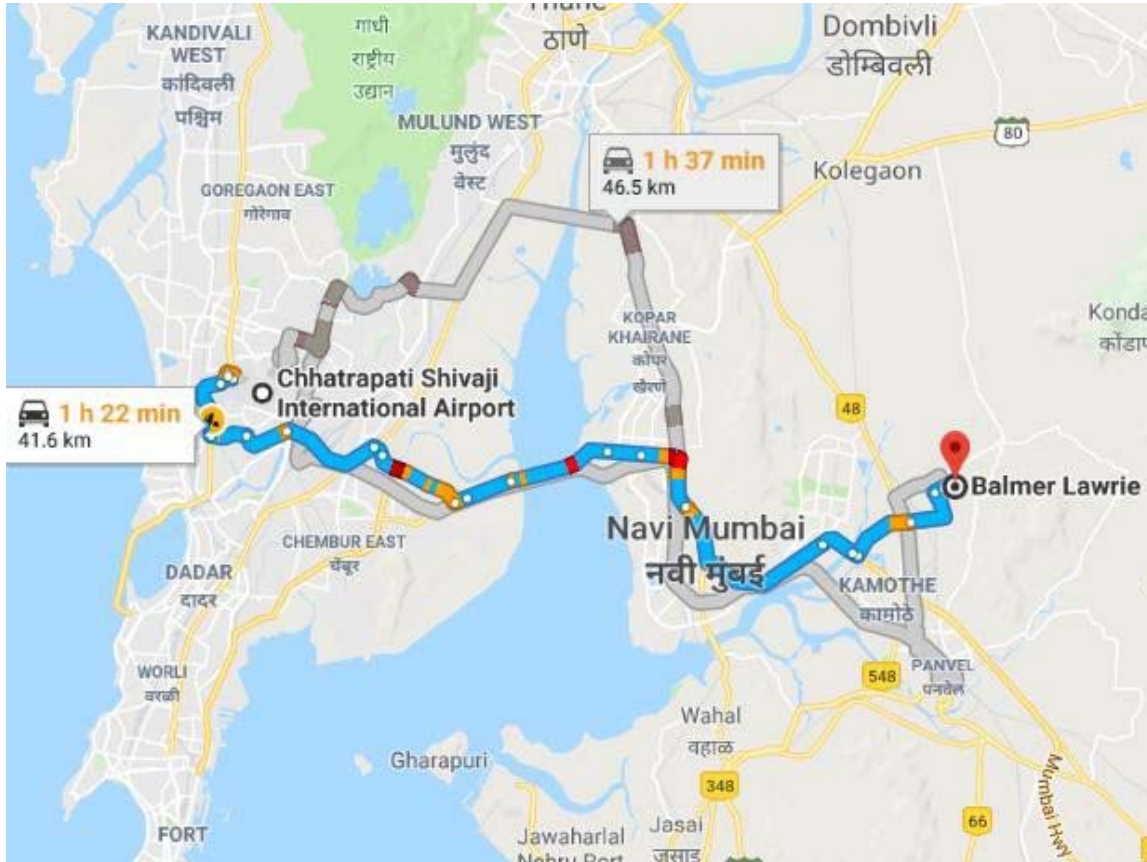 ठाणे
Dombivli
डोम्बिवली
KANDIVALI
WEST
कांदिवली
पश्चिम
गाधी
राष्ट्रीय
उद्यान
MULUND WEST
मुलुंद
वेस्ट
80
1 h 37 min
46.5 km
Kolegaon
GOREGAON EAST
गोरेगाव
KOPAR
KHAIRANE
कोपर
खैरणे
Chhatrapati Shivaji
International Airport
1 h 22 min
41.6 km
48
Balmer Lawrie
Navi Mumbai
नवी मुंबई
CHEMBUR EAST
चेंबूर
DADAR
दादर
KAMOTHE
कामोठे
WORLI
वरळी
548
PANVEL
पनवेल
Wahal
वहाळ
Gharapuri
348
Mumbai Hwy
66
FORT
Jawaharlal
Nehru Port
Jasai
जसाई